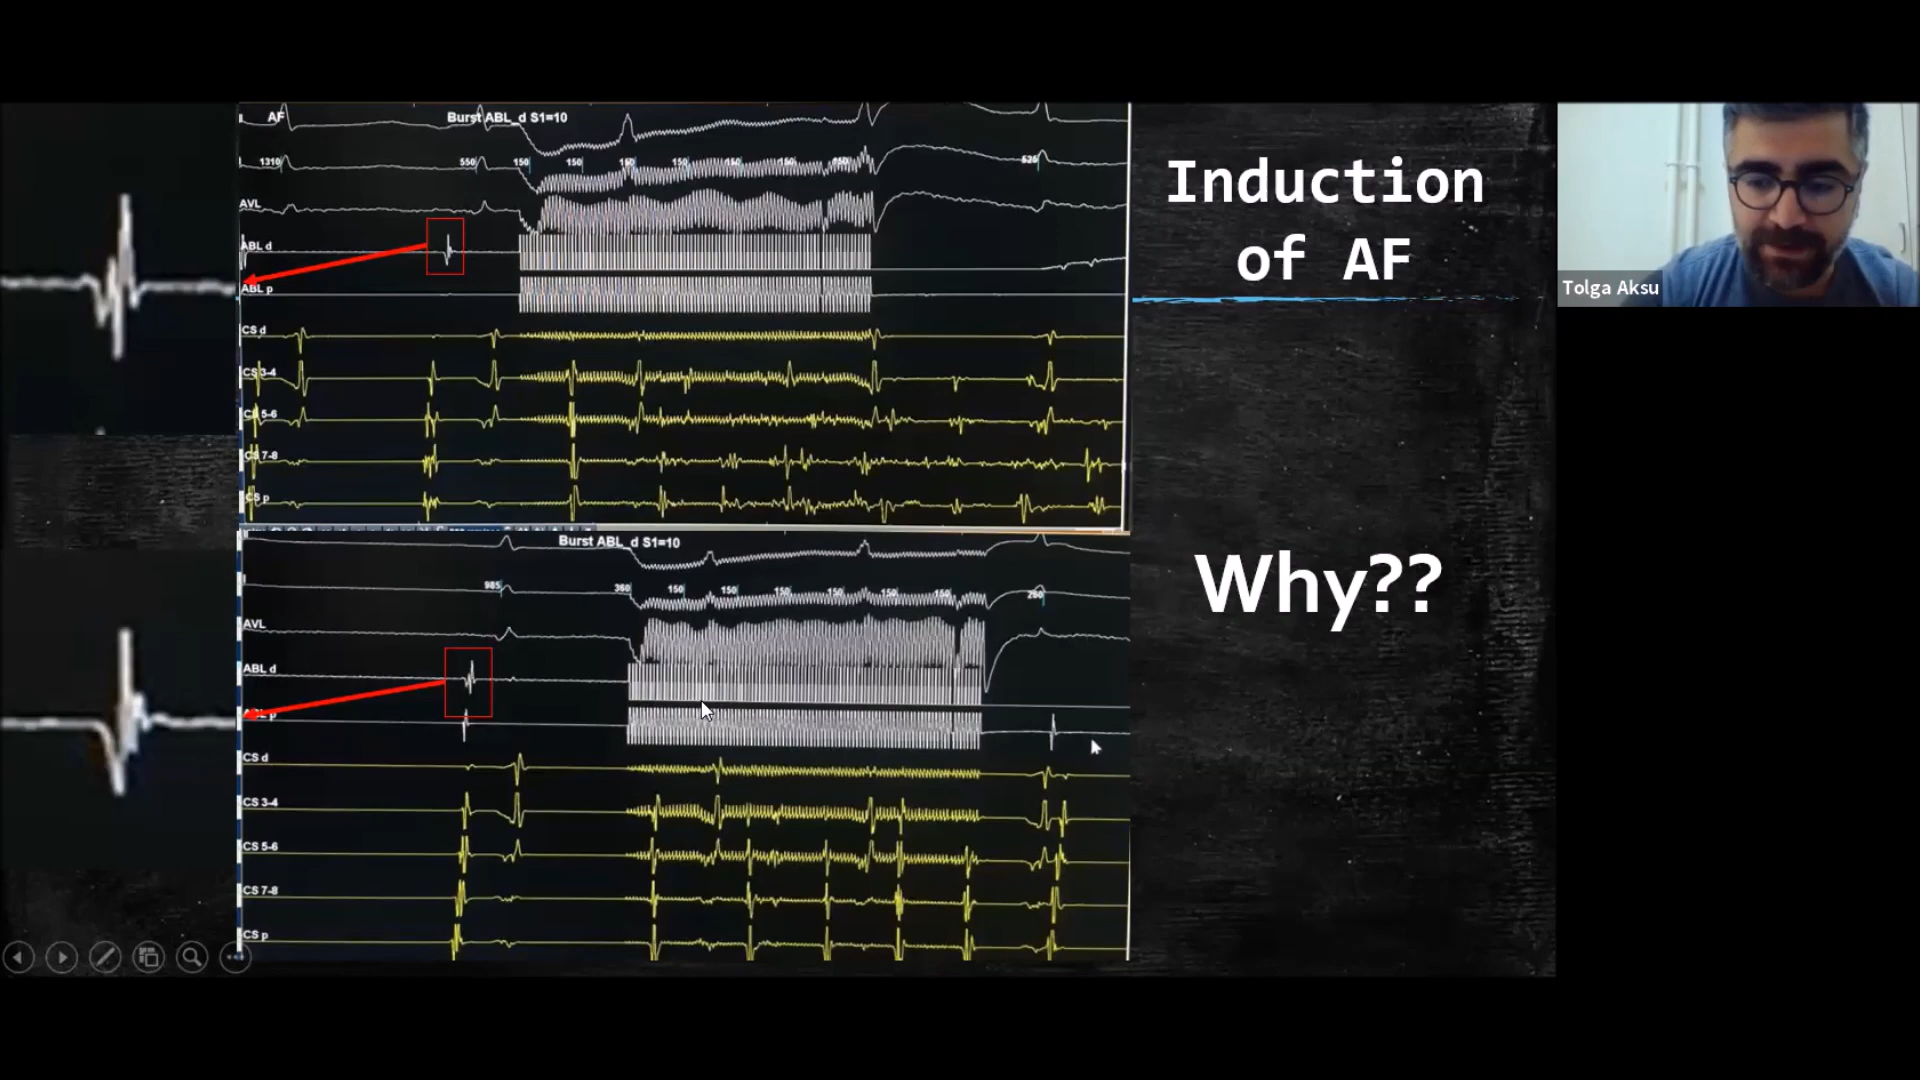 AF
Burst ABL_d S1=10
1310
550
150
150
150
150
150
150
150
525
AVL
ABL d
ABL p
CS d
CS 3-4
CS 5-6
CS 7-8
CS p
Burst ABL_d S1=10
985
360
150
150
150
150
150
150
260
AVL
ABL d
CS d
CS 3-4
CS 5-6
CS 7-8
CS p
Induction
of AF
Why??
Tolga Aksu